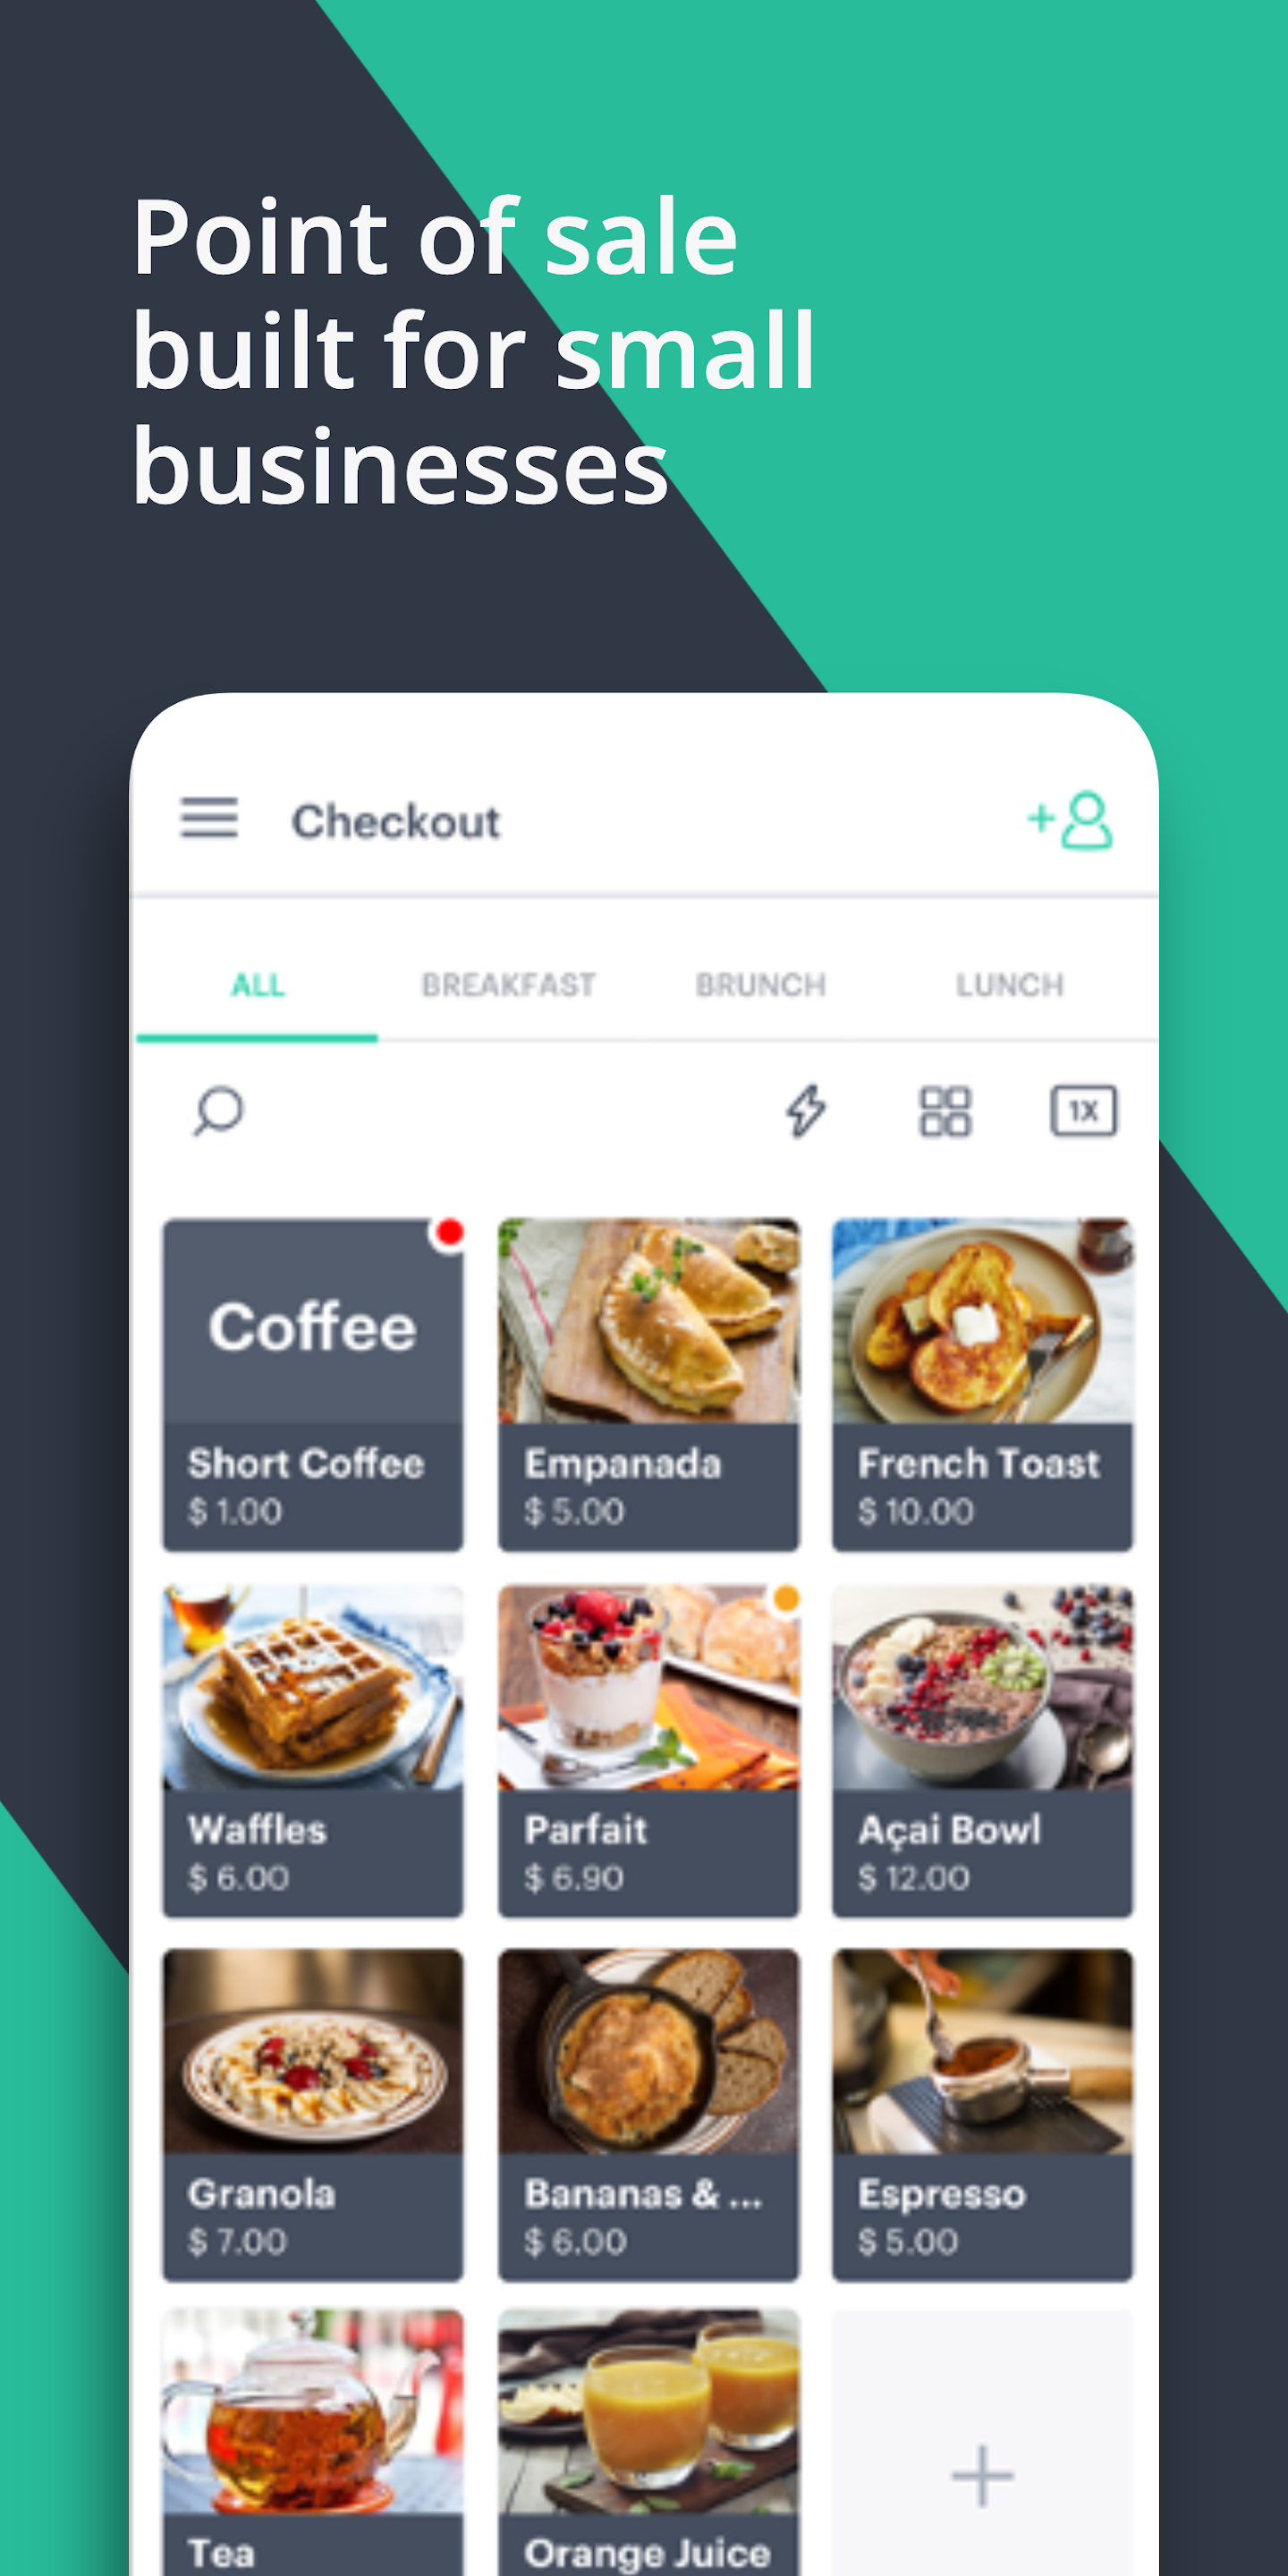 Point of sale
built for small
businesses
Checkout
ALL BREAKFAST BRUNCH LUNCH
1X
Coffee
Short Coffee Empanada French Toast
$ 1.00 $ 5.00 $ 10.00
Waffles Parfait Açai Bowl
$ 6.00 $ 6.90 $ 12.00
Granola Bananas & ... Espresso
$ 7.00 $ 6.00 $ 5.00
Tea Orange Juice